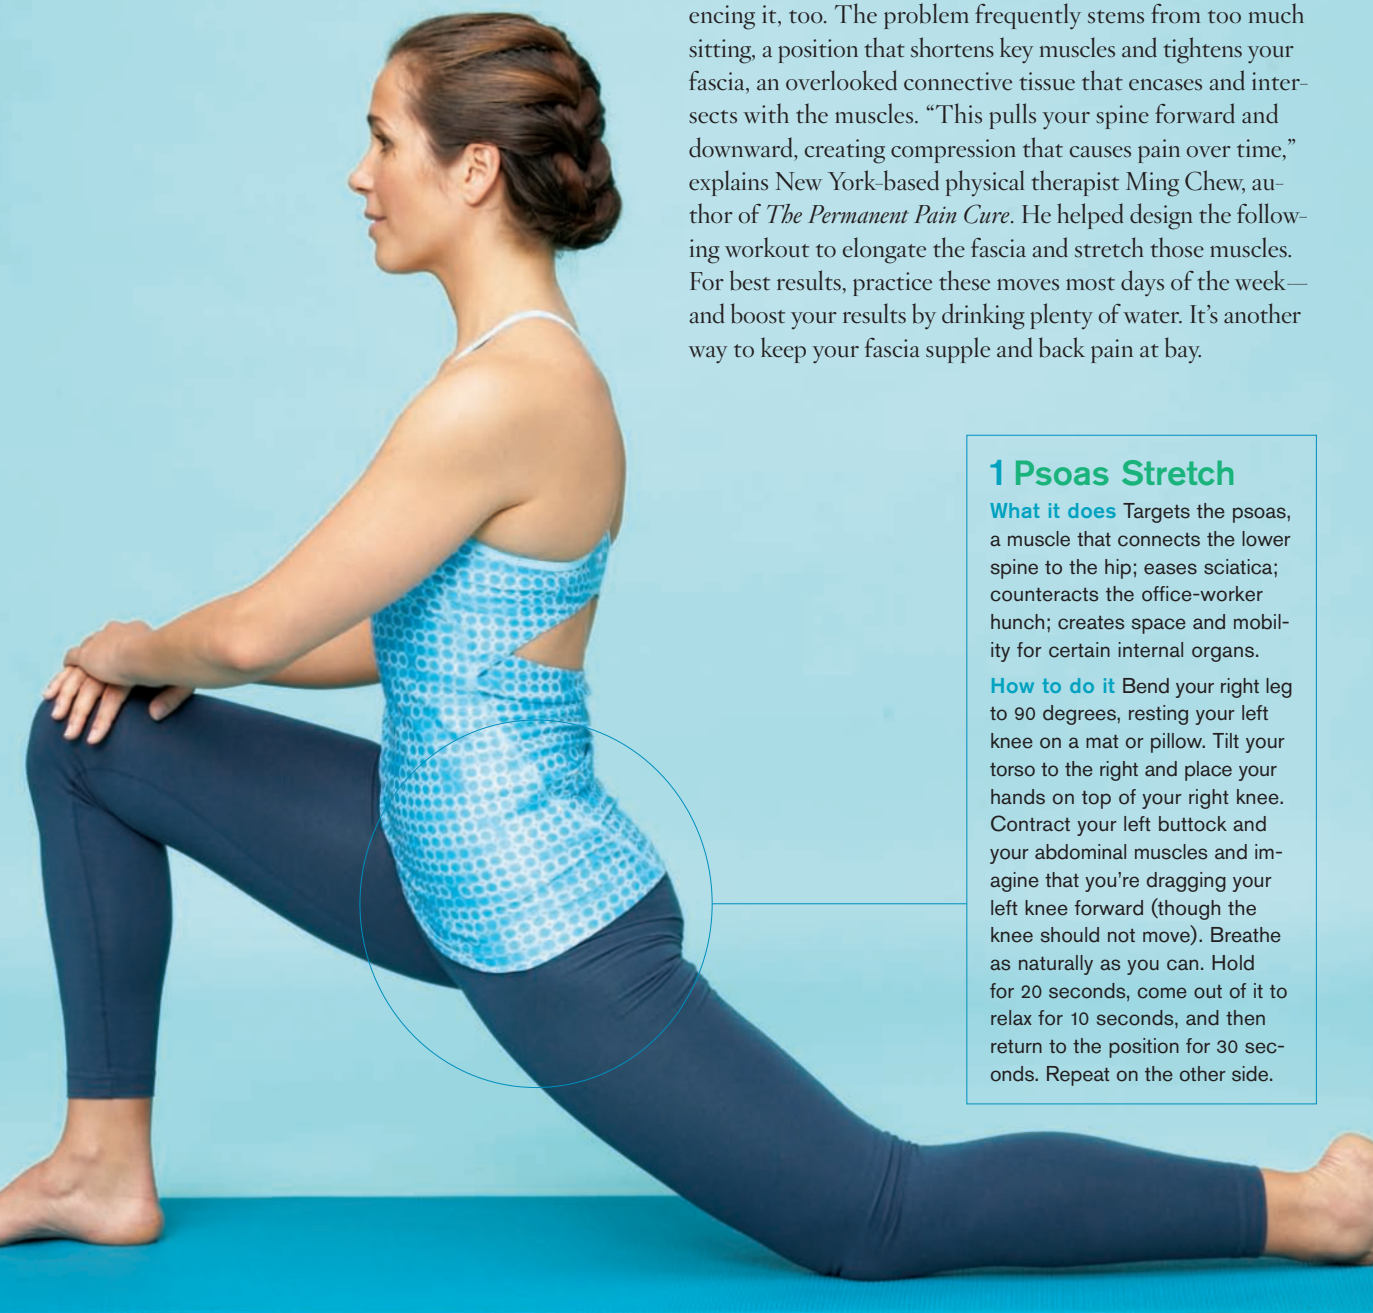 encing it, too. The problem frequently stems from too much
sitting, a position that shortens key muscles and tightens your
fascia, an overlooked connective tissue that encases and inter-
sects with the muscles. “This pulls your spine forward and
downward, creating compression that causes pain over time,”
explains New York-based physical therapist Ming Chew, au-
thor of The Permanent Pain Cure. He helped design the follow-
ing workout to elongate the fascia and stretch those muscles.
For best results, practice these moves most days of the week—
and boost your results by drinking plenty of water. It’s another
way to keep your fascia supple and back pain at bay.
1 Psoas Stretch
What it does Targets the psoas,
a muscle that connects the lower
spine to the hip; eases sciatica;
counteracts the office-worker
hunch; creates space and mobil-
ity for certain internal organs.
How to do it Bend your right leg
to 90 degrees, resting your left
knee on a mat or pillow. Tilt your
torso to the right and place your
hands on top of your right knee.
Contract your left buttock and
your abdominal muscles and im-
agine that you’re dragging your
left knee forward (though the
knee should not move). Breathe
as naturally as you can. Hold
for 20 seconds, come out of it to
relax for 10 seconds, and then
return to the position for 30 sec-
onds. Repeat on the other side.